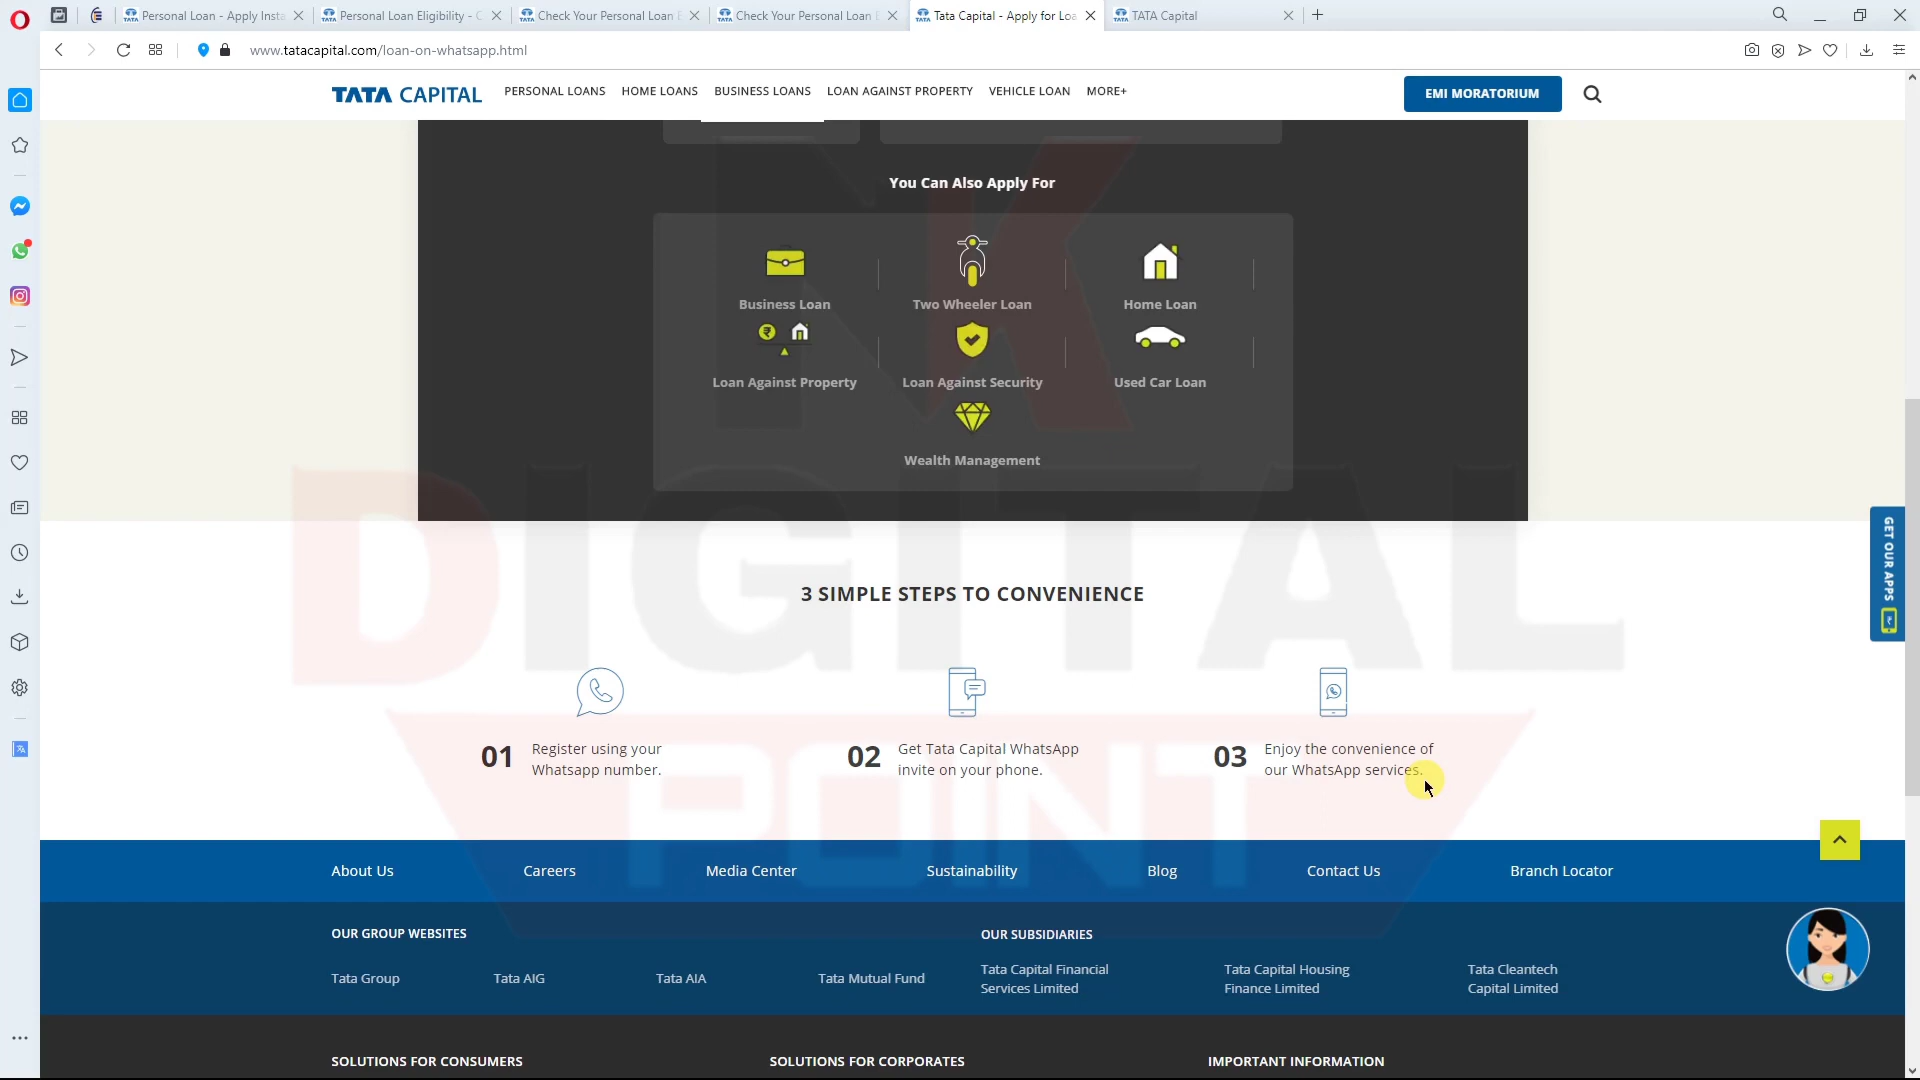 Personal Loan - Apply Insta
Personal Loan Eligibility - C
Check Your Personal Loan E
Check Your Personal Loan E
Tata Capital - Apply for Loa
TATA Capital
www.tatacapital.com/loan-on-whatsapp.html
TATA CAPITAL
PERSONAL LOANS
HOME LOANS
BUSINESS LOANS
LOAN AGAINST PROPERTY
VEHICLE LOAN
MORE+
EMI MORATORIUM
You Can Also Apply For
Business Loan
Two Wheeler Loan
Home Loan
Loan Against Property
Loan Against Security
Used Car Loan
Wealth Management
NK
DIGITAL
POINT
GET OUR APPS
3 SIMPLE STEPS TO CONVENIENCE
01
Register using your
Whatsapp number.
02
Get Tata Capital WhatsApp
invite on your phone.
03
Enjoy the convenience of
our WhatsApp services.
About Us
Careers
Media Center
Sustainability
Blog
Contact Us
Branch Locator
OUR GROUP WEBSITES
Tata Group
Tata AIG
Tata AIA
Tata Mutual Fund
OUR SUBSIDIARIES
Tata Capital Financial
Services Limited
Tata Capital Housing
Finance Limited
Tata Cleantech
Capital Limited
SOLUTIONS FOR CONSUMERS
SOLUTIONS FOR CORPORATES
IMPORTANT INFORMATION